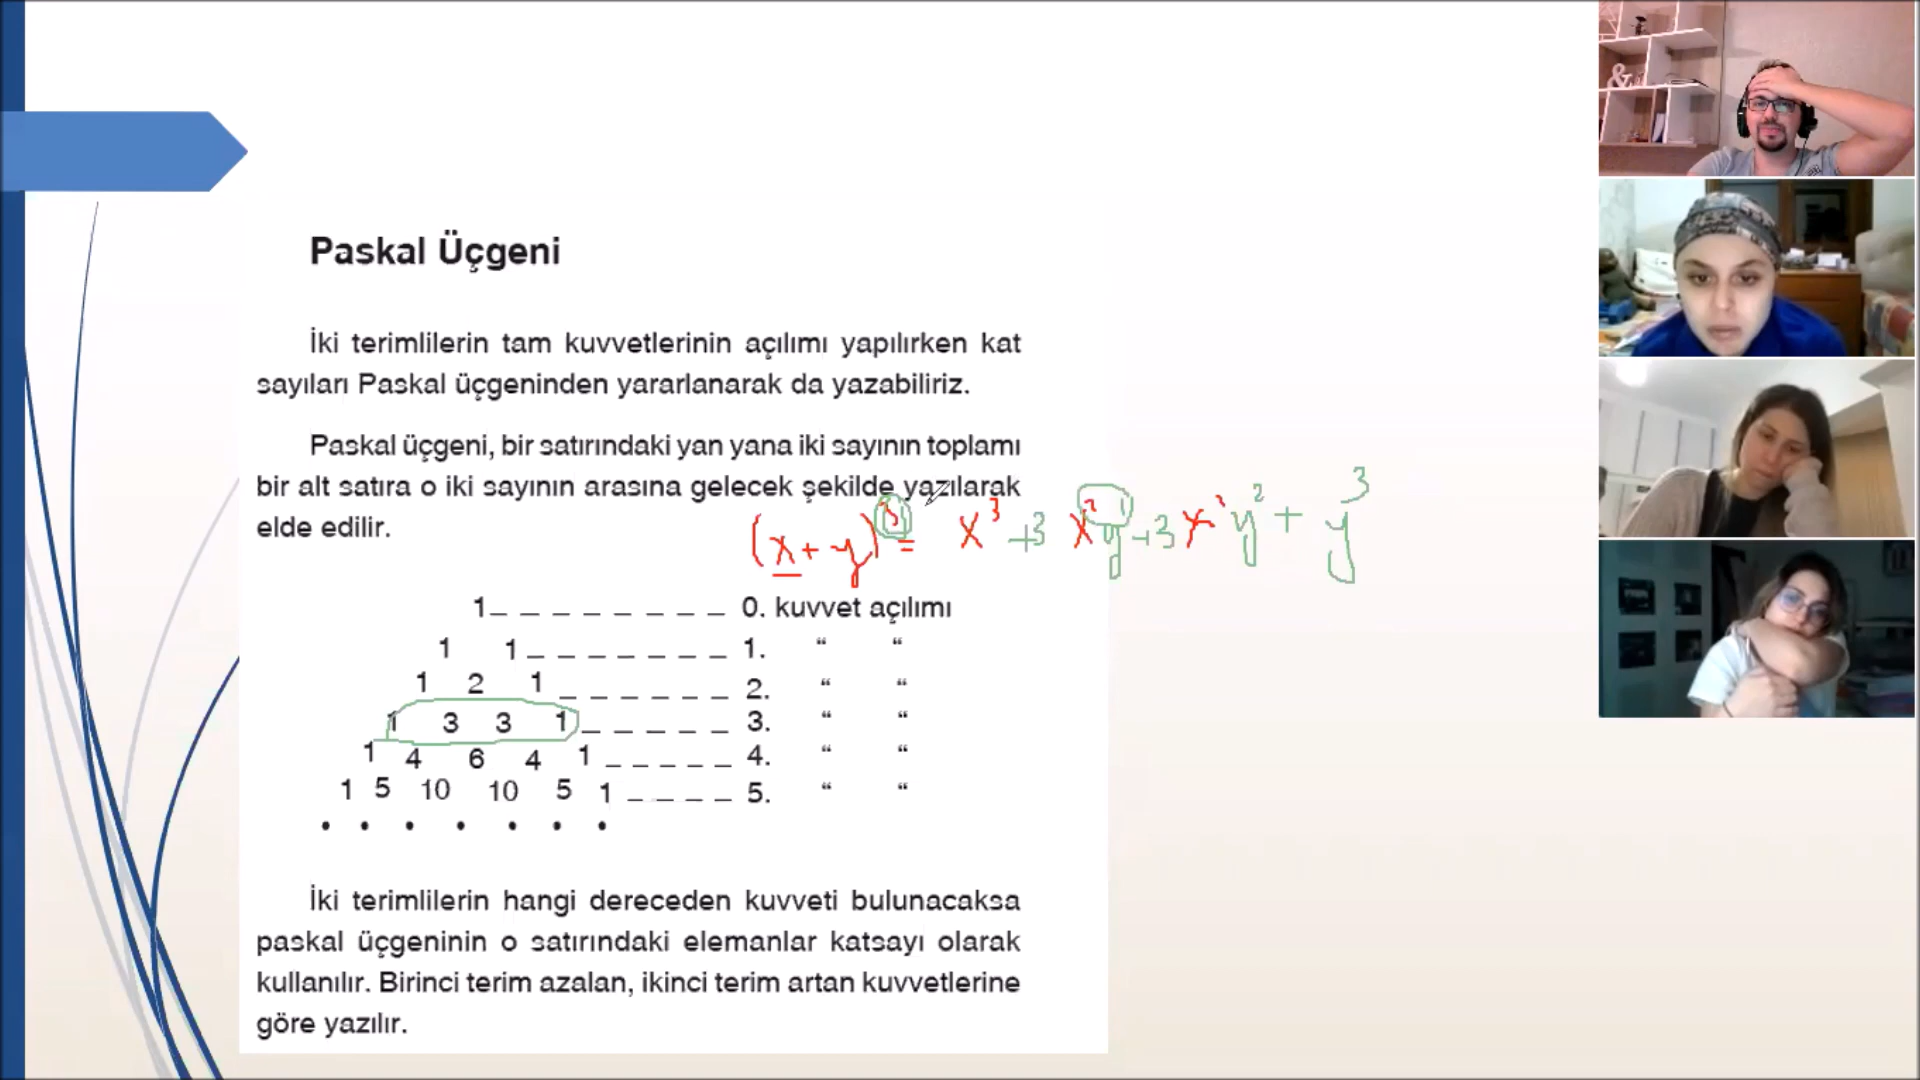 Paskal Üçgeni
İki terimlilerin tam kuvvetlerinin açılımı yapılırken kat
sayıları Paskal üçgeninden yararlanarak da yazabiliriz.
Paskal üçgeni, bir satırındaki yan yana iki sayının toplamı
bir alt satıra o iki sayının arasına gelecek şekilde yazılarak
elde edilir.
(x+y)³ = x³+3x²y¹+3x¹y²+y³
1_ _ _ _ _ _ _ _ 0. kuvvet açılımı
1 1_ _ _ _ _ _ _ 1. “ “
1 2 1 _ _ _ _ _ _ 2. “ “
1 3 3 1 _ _ _ _ _ 3. “ “
1 4 6 4 1 _ _ _ _ _ 4. “ “
1 5 10 10 5 1 _ _ _ _ 5. “ “
. . . . . . .
İki terimlilerin hangi dereceden kuvveti bulunacaksa
paskal üçgeninin o satırındaki elemanlar katsayı olarak
kullanılır. Birinci terim azalan, ikinci terim artan kuvvetlerine
göre yazılır.
&